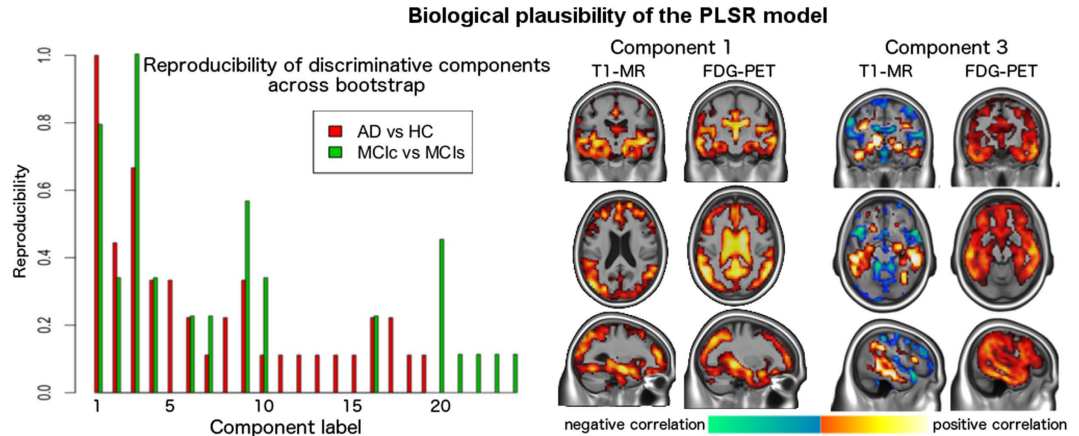 Biological plausibility of the PLSR model
Reproducibility of discriminative components
across bootstrap
AD vs HC
MCIc vs MCIs
Reproducibility
0.0
0.2
0.4
0.6
0.8
1.0
1
5
10
15
20
Component label
Component 1
T1-MR
FDG-PET
Component 3
T1-MR
FDG-PET
negative correlation
positive correlation